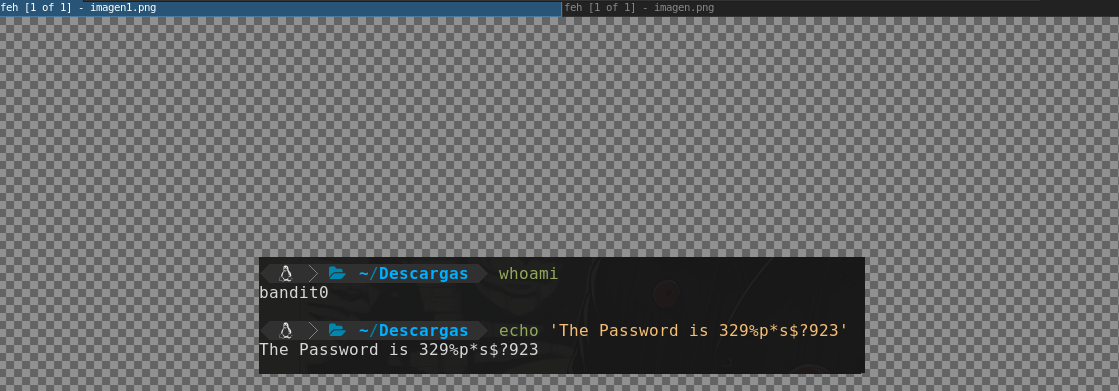 feh [1 of 1] - imagen1.png
feh [1 of 1] - imagen.png
~/Descargas whoami
bandit0
~/Descargas echo 'The Password is 329%p*s$?923'
The Password is 329%p*s$?923